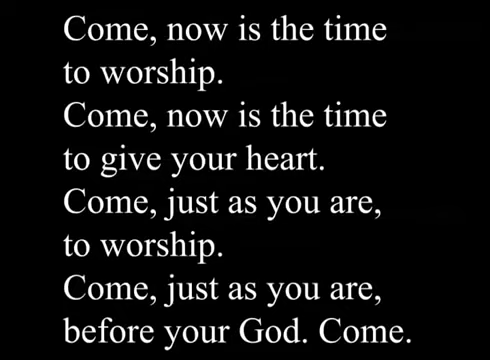 Come, now is the time
to worship.
Come, now is the time
to give your heart.
Come, just as you are,
to worship.
Come, just as you are,
before your God. Come.